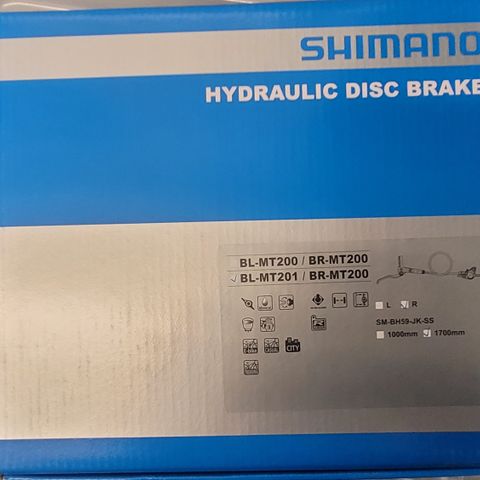 SHIMANO
HYDRAULIC DISC BRAKE
BL-MT200 / BR-MT200
BL-MT201 / BR-MT200
L R
SM-BH59-JK-SS
1000mm 1700mm
CITY